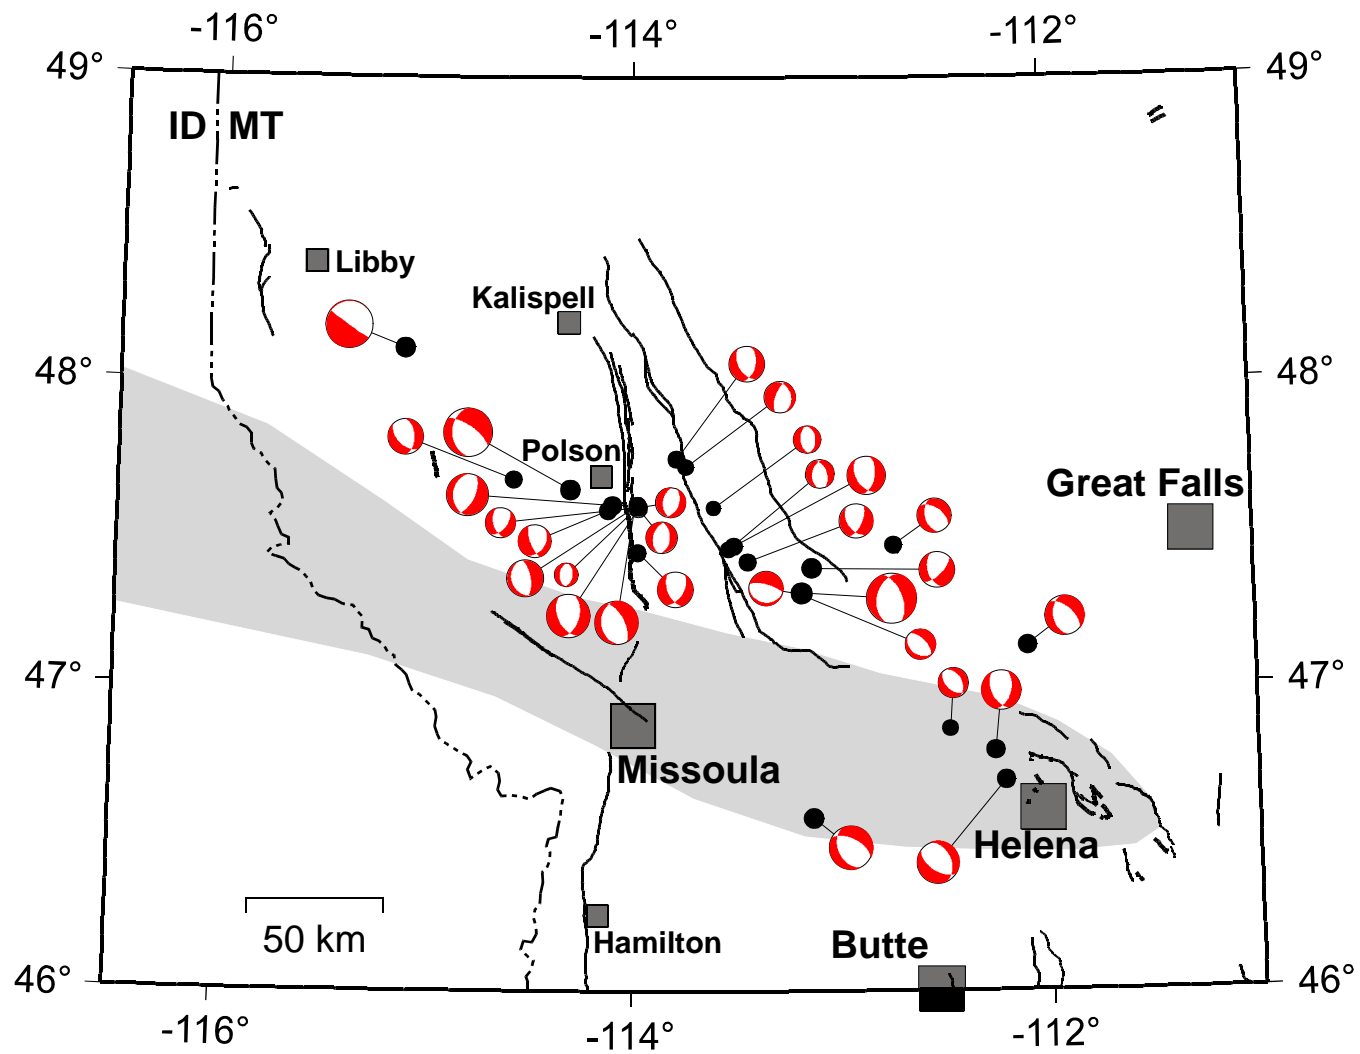 -116°
-114°
-112°
49°
49°
ID
MT
Libby
Kalispell
48°
48°
Polson
Great Falls
47°
47°
Missoula
Helena
50 km
Hamilton
Butte
46°
46°
-116°
-114°
-112°